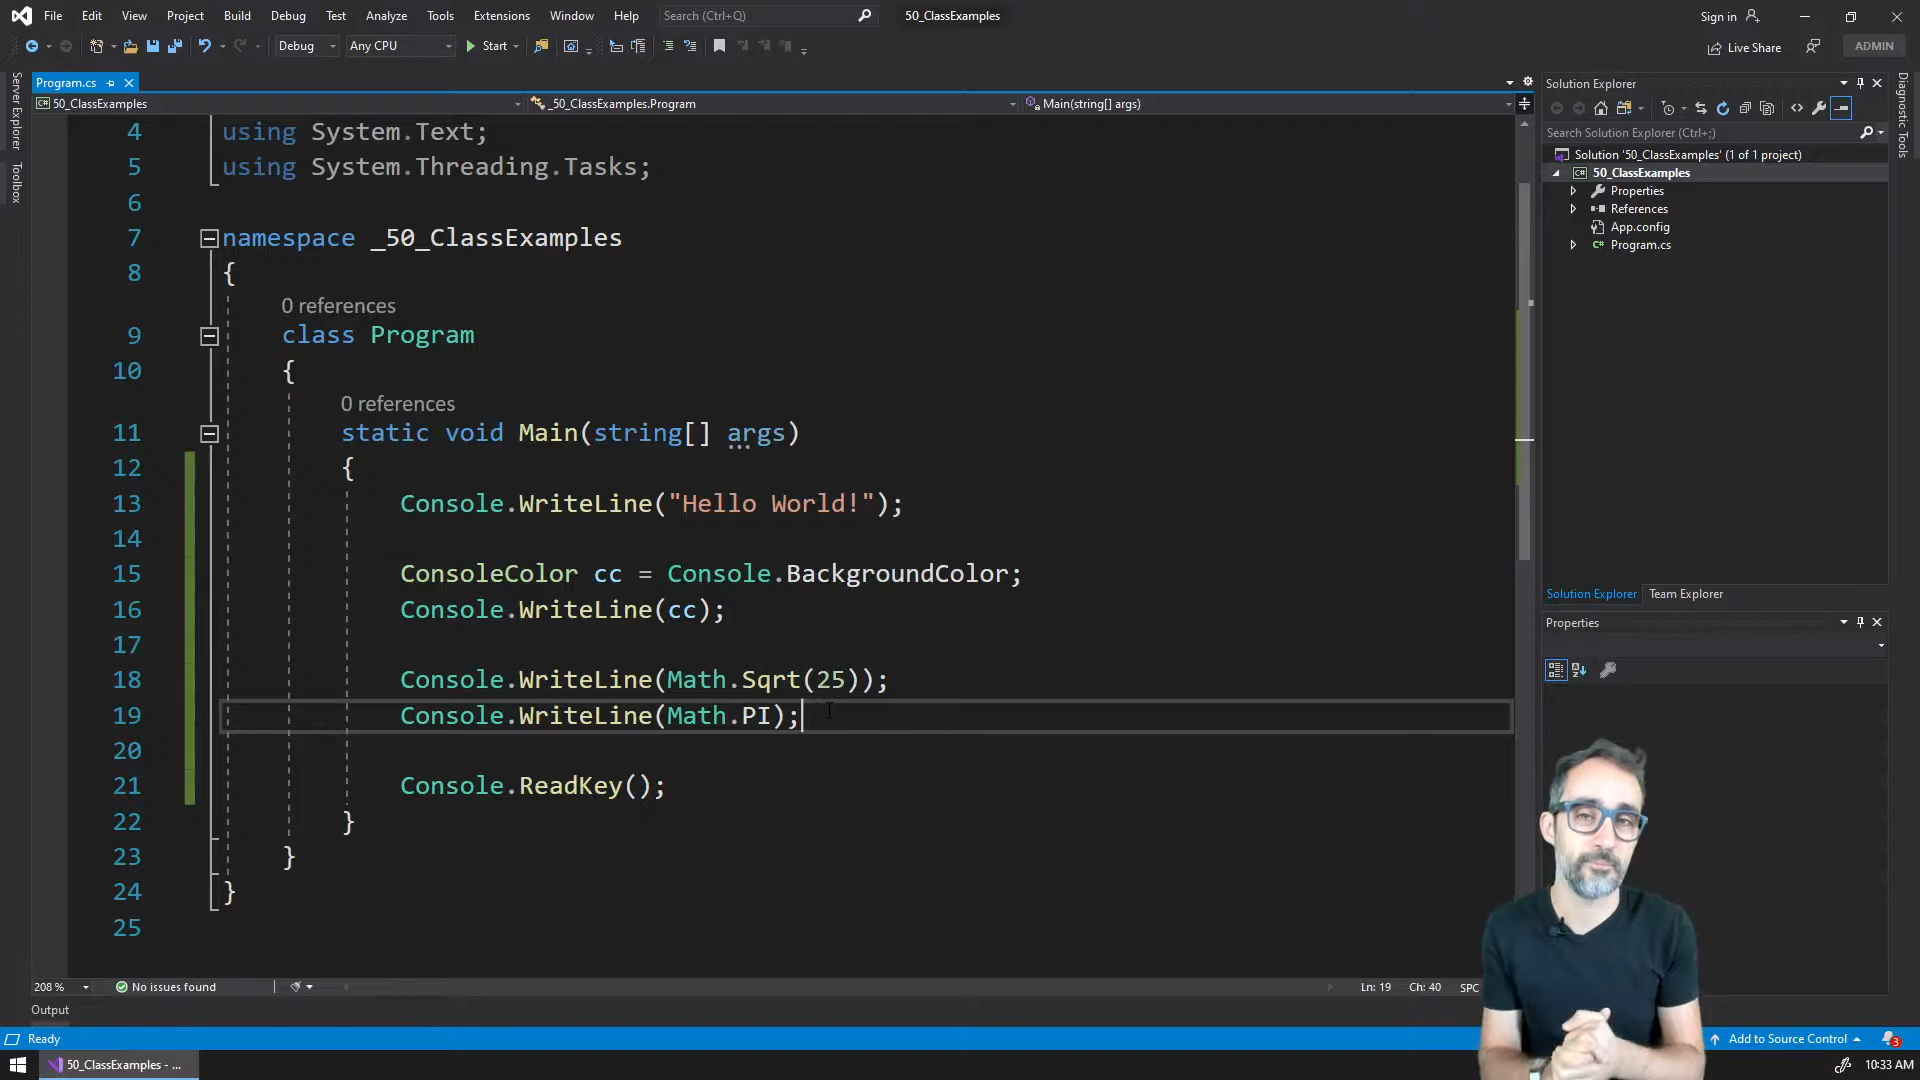 File Edit View Project Build Debug Test Analyze Tools Extensions Window Help Search (Ctrl+Q) 50_ClassExamples Sign in
Debug Any CPU Start Live Share ADMIN
Server Explorer
Toolbox
Program.cs
50_ClassExamples _50_ClassExamples.Program Main(string[] args)
4 using System.Text;
5 using System.Threading.Tasks;
6
7 namespace _50_ClassExamples
8 {
0 references
9 class Program
10 {
0 references
11 static void Main(string[] args)
12 {
13 Console.WriteLine("Hello World!");
14
15 ConsoleColor cc = Console.BackgroundColor;
16 Console.WriteLine(cc);
17
18 Console.WriteLine(Math.Sqrt(25));
19 Console.WriteLine(Math.PI);
20
21 Console.ReadKey();
22 }
23 }
24 }
25
208 % No issues found Ln: 19 Ch: 40 SPC
Output
Solution Explorer
Search Solution Explorer (Ctrl+;)
Solution '50_ClassExamples' (1 of 1 project)
50_ClassExamples
Properties
References
App.config
Program.cs
Solution Explorer Team Explorer
Properties
Diagnostic Tools
Ready Add to Source Control 3
50_ClassExamples - ... 10:33 AM